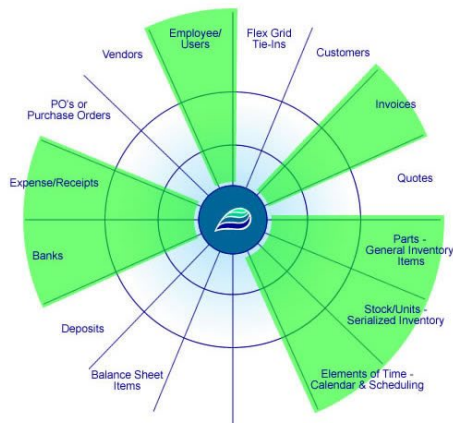 Employee/
Users
Flex Grid
Tie-Ins
Customers
Invoices
Quotes
Parts -
General Inventory
Items
Stock/Units -
Serialized Inventory
Elements of Time -
Calendar & Scheduling
Balance Sheet
Items
Deposits
Banks
Expense/Receipts
PO's or
Purchase Orders
Vendors